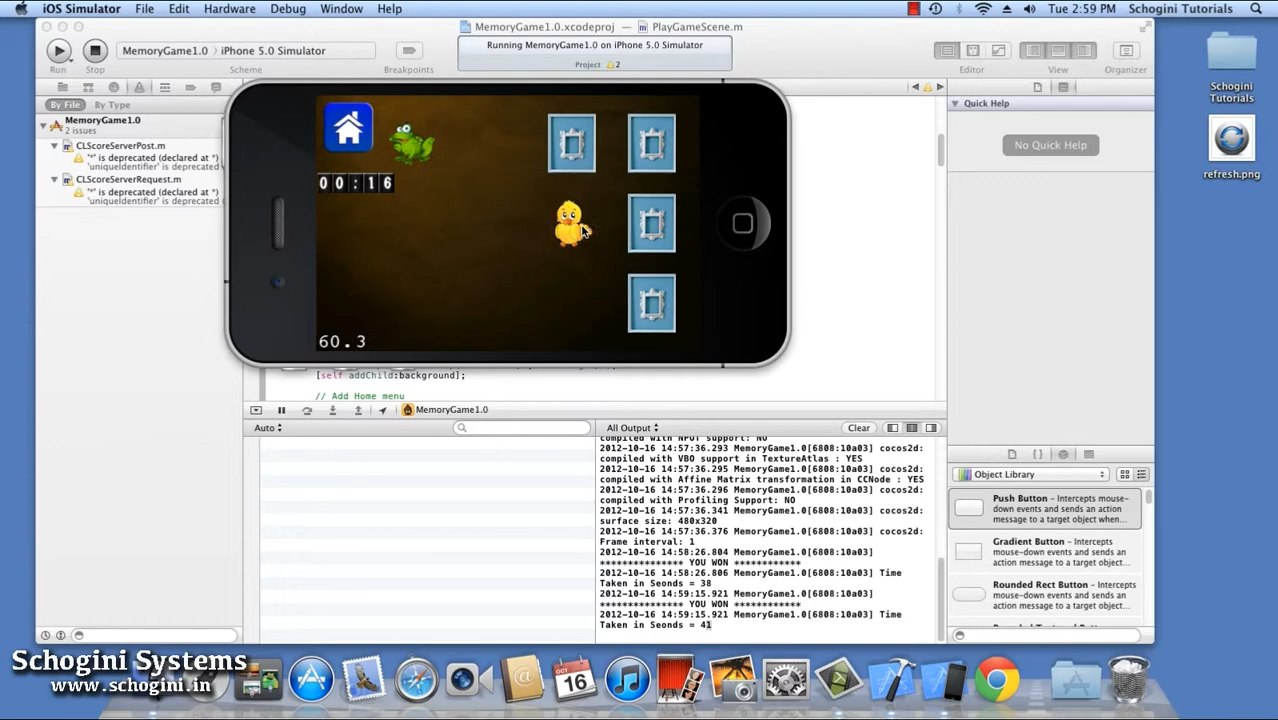 iOS Simulator File Edit Hardware Debug Window Help Tue 2:59 PM Schogini Tutorials
MemoryGame1.0.xcodeproj — PlayGameScene.m
MemoryGame1.0 iPhone 5.0 Simulator
Running MemoryGame1.0 on iPhone 5.0 Simulator
Project 2
Run Stop Scheme Breakpoints Editor View Organizer
By File By Type
MemoryGame1.0
2 issues
CLScoreServerPost.m
'*' is deprecated (declared at *)
'uniqueIdentifier' is deprecated
CLScoreServerRequest.m
'*' is deprecated (declared at *)
'uniqueIdentifier' is deprecated
00:16
60.3
Quick Help
No Quick Help
Schogini
Tutorials
refresh.png
[self addChild:background];
// Add Home menu
MemoryGame1.0
Auto
All Output Clear
compiled with NPOT support: NO
2012-10-16 14:57:36.293 MemoryGame1.0[6808:10a03] cocos2d:
compiled with VBO support in TextureAtlas : YES
2012-10-16 14:57:36.295 MemoryGame1.0[6808:10a03] cocos2d:
compiled with Affine Matrix transformation in CCNode : YES
2012-10-16 14:57:36.296 MemoryGame1.0[6808:10a03] cocos2d:
compiled with Profiling Support: NO
2012-10-16 14:57:36.341 MemoryGame1.0[6808:10a03] cocos2d:
surface size: 480x320
2012-10-16 14:57:36.376 MemoryGame1.0[6808:10a03] cocos2d:
Frame interval: 1
2012-10-16 14:58:26.804 MemoryGame1.0[6808:10a03]
*************** YOU WON ************
2012-10-16 14:58:26.806 MemoryGame1.0[6808:10a03] Time
Taken in Seonds = 38
2012-10-16 14:59:15.921 MemoryGame1.0[6808:10a03]
*************** YOU WON ************
2012-10-16 14:59:15.921 MemoryGame1.0[6808:10a03] Time
Taken in Seonds = 41
Object Library
Push Button – Intercepts mouse-
down events and sends an
action message to a target object when...
Gradient Button – Intercepts
mouse-down events and sends an
action message to a target object...
Rounded Rect Button – Intercepts
mouse-down events and sends an
action message to a target object...
Schogini Systems
www.schogini.in
OCT
16